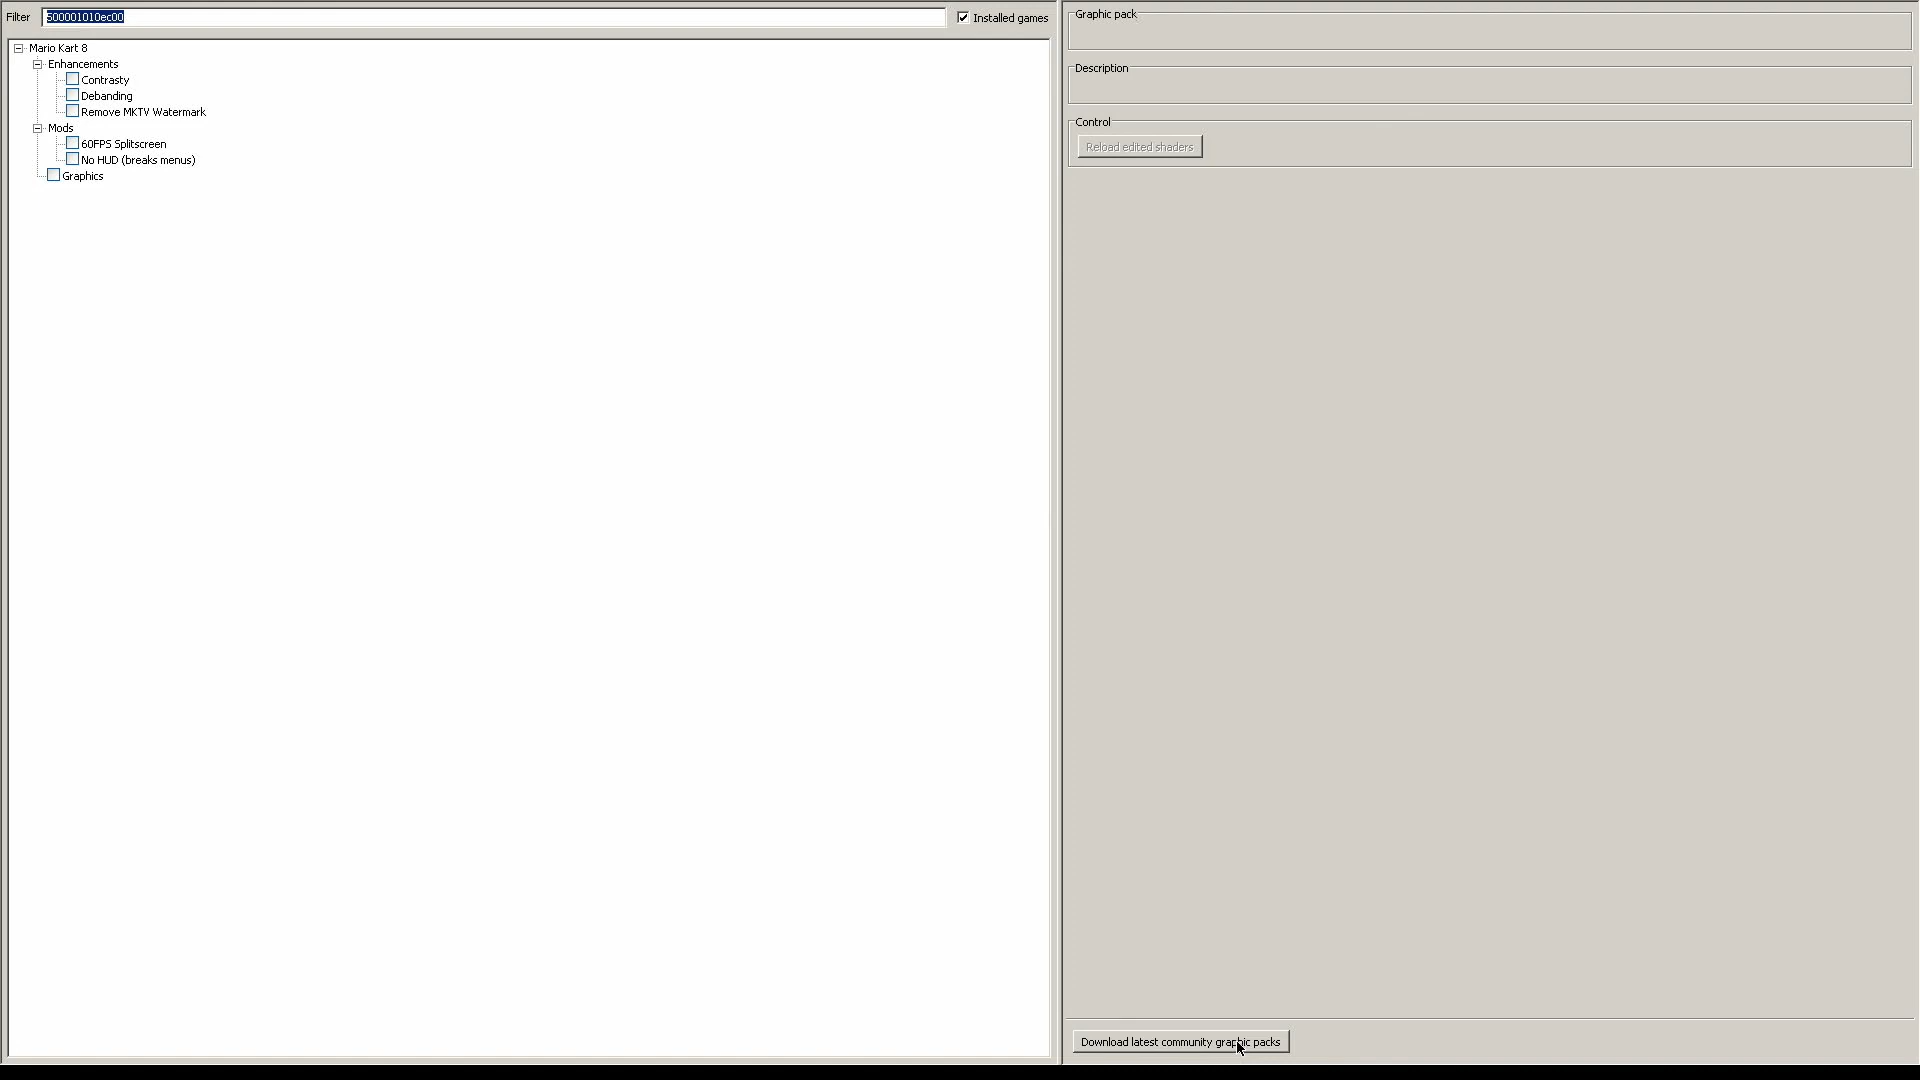 Filter 500001010ec00 Installed games
Mario Kart 8
Enhancements
Contrasty
Debanding
Remove MKTV Watermark
Mods
60FPS Splitscreen
No HUD (breaks menus)
Graphics
Graphic pack
Description
Control
Reload edited shaders
Download latest community graphic packs